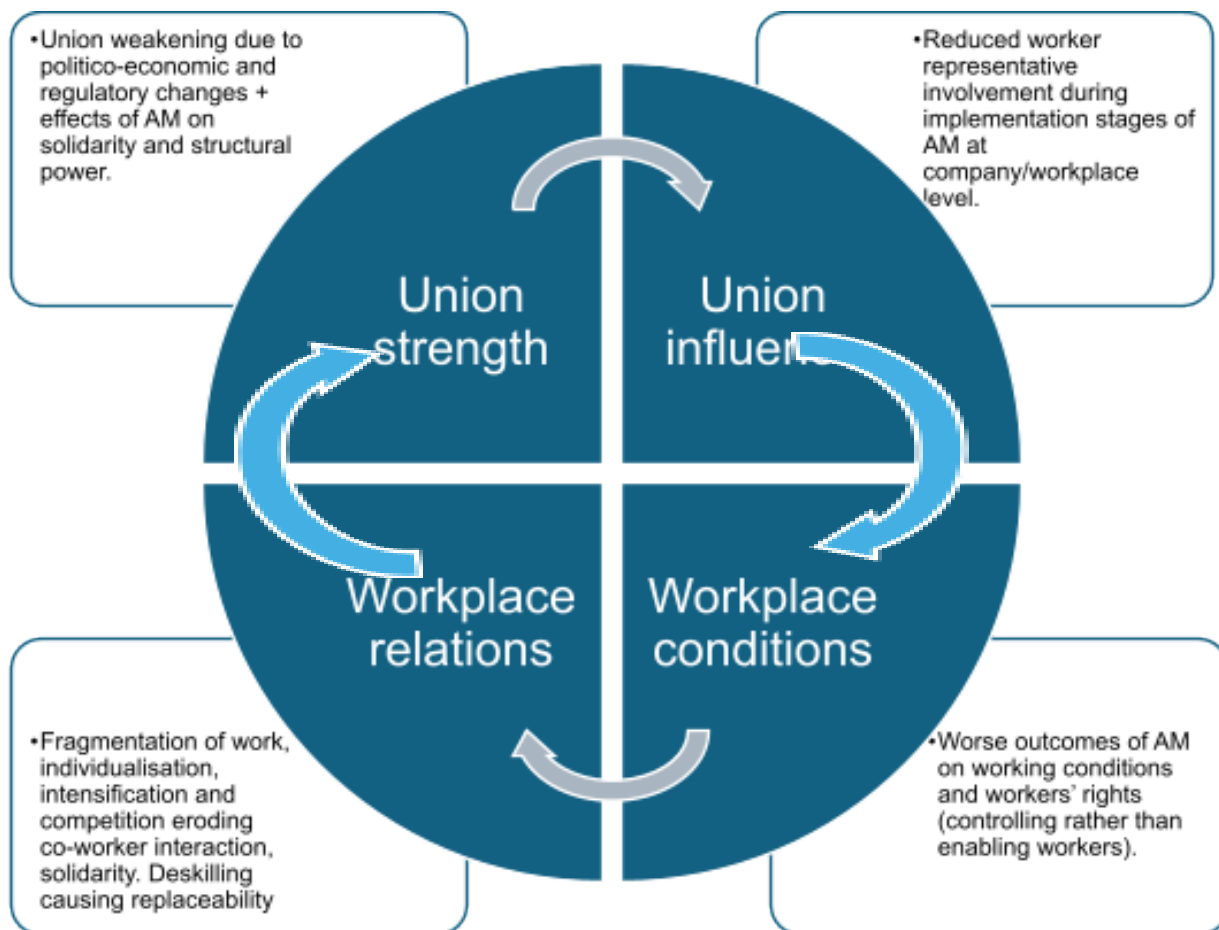 •Union weakening due to
politico-economic and
regulatory changes +
effects of AM on
solidarity and structural
power.
•Reduced worker
representative
involvement during
implementation stages of
AM at
company/workplace
level.
Union
strength
Union
influen
Workplace
relations
Workplace
conditions
•Fragmentation of work,
individualisation,
intensification and
competition eroding
co-worker interaction,
solidarity. Deskilling
causing replaceability
•Worse outcomes of AM
on working conditions
and workers’ rights
(controlling rather than
enabling workers).